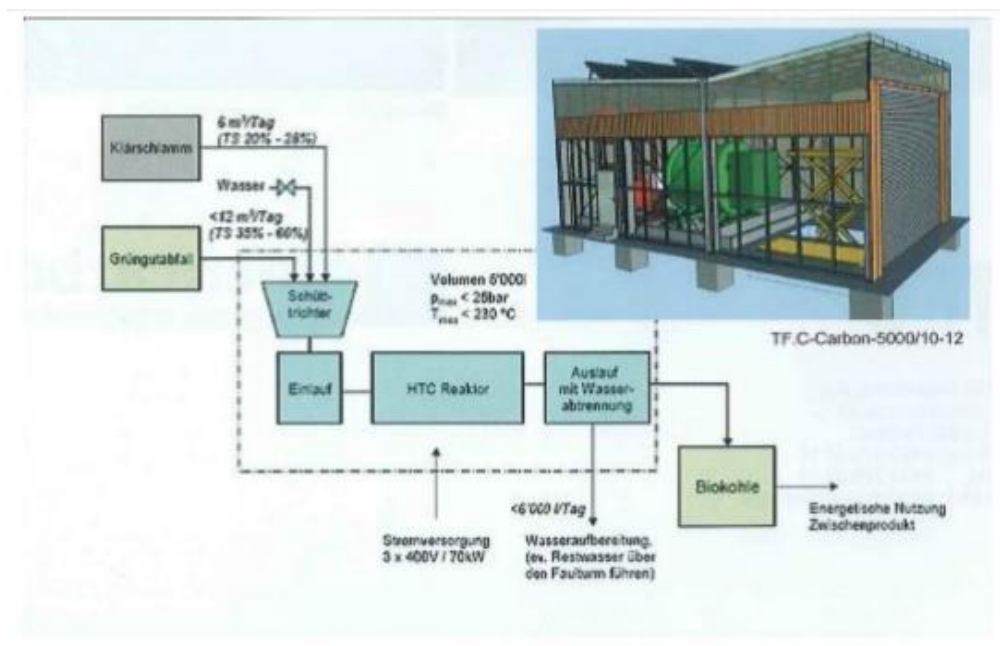 Klärschlamm
6 m³/Tag
(TS 20% - 28%)
Wasser
<12 m³/Tag
(TS 35% - 60%)
Grüngutabfall
Schütt-
trichter
Volumen 5'000l
pmax < 25bar
Tmax < 230 °C
TF.C-Carbon-5000/10-12
Einlauf
HTC Reaktor
Auslauf
mit Wasser-
abtrennung
Biokohle
Energetische Nutzung
Zwischenprodukt
<6'000 l/Tag
Stromversorgung
3 x 400V / 70kW
Wasseraufbereitung,
(ev. Restwasser über
den Faulturm führen)